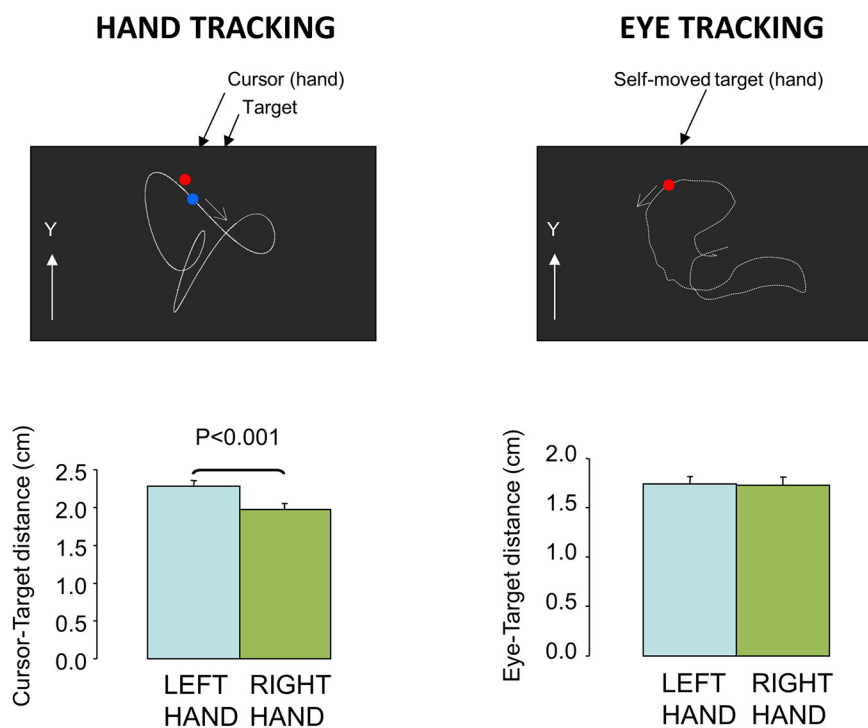 HAND TRACKING
Cursor (hand)
Target
Y
P<0.001
Cursor-Target distance (cm)
2.5
2.0
1.5
1.0
0.5
0.0
LEFT HAND
RIGHT HAND
EYE TRACKING
Self-moved target (hand)
Y
Eye-Target distance (cm)
2.0
1.5
1.0
0.5
0.0
LEFT HAND
RIGHT HAND